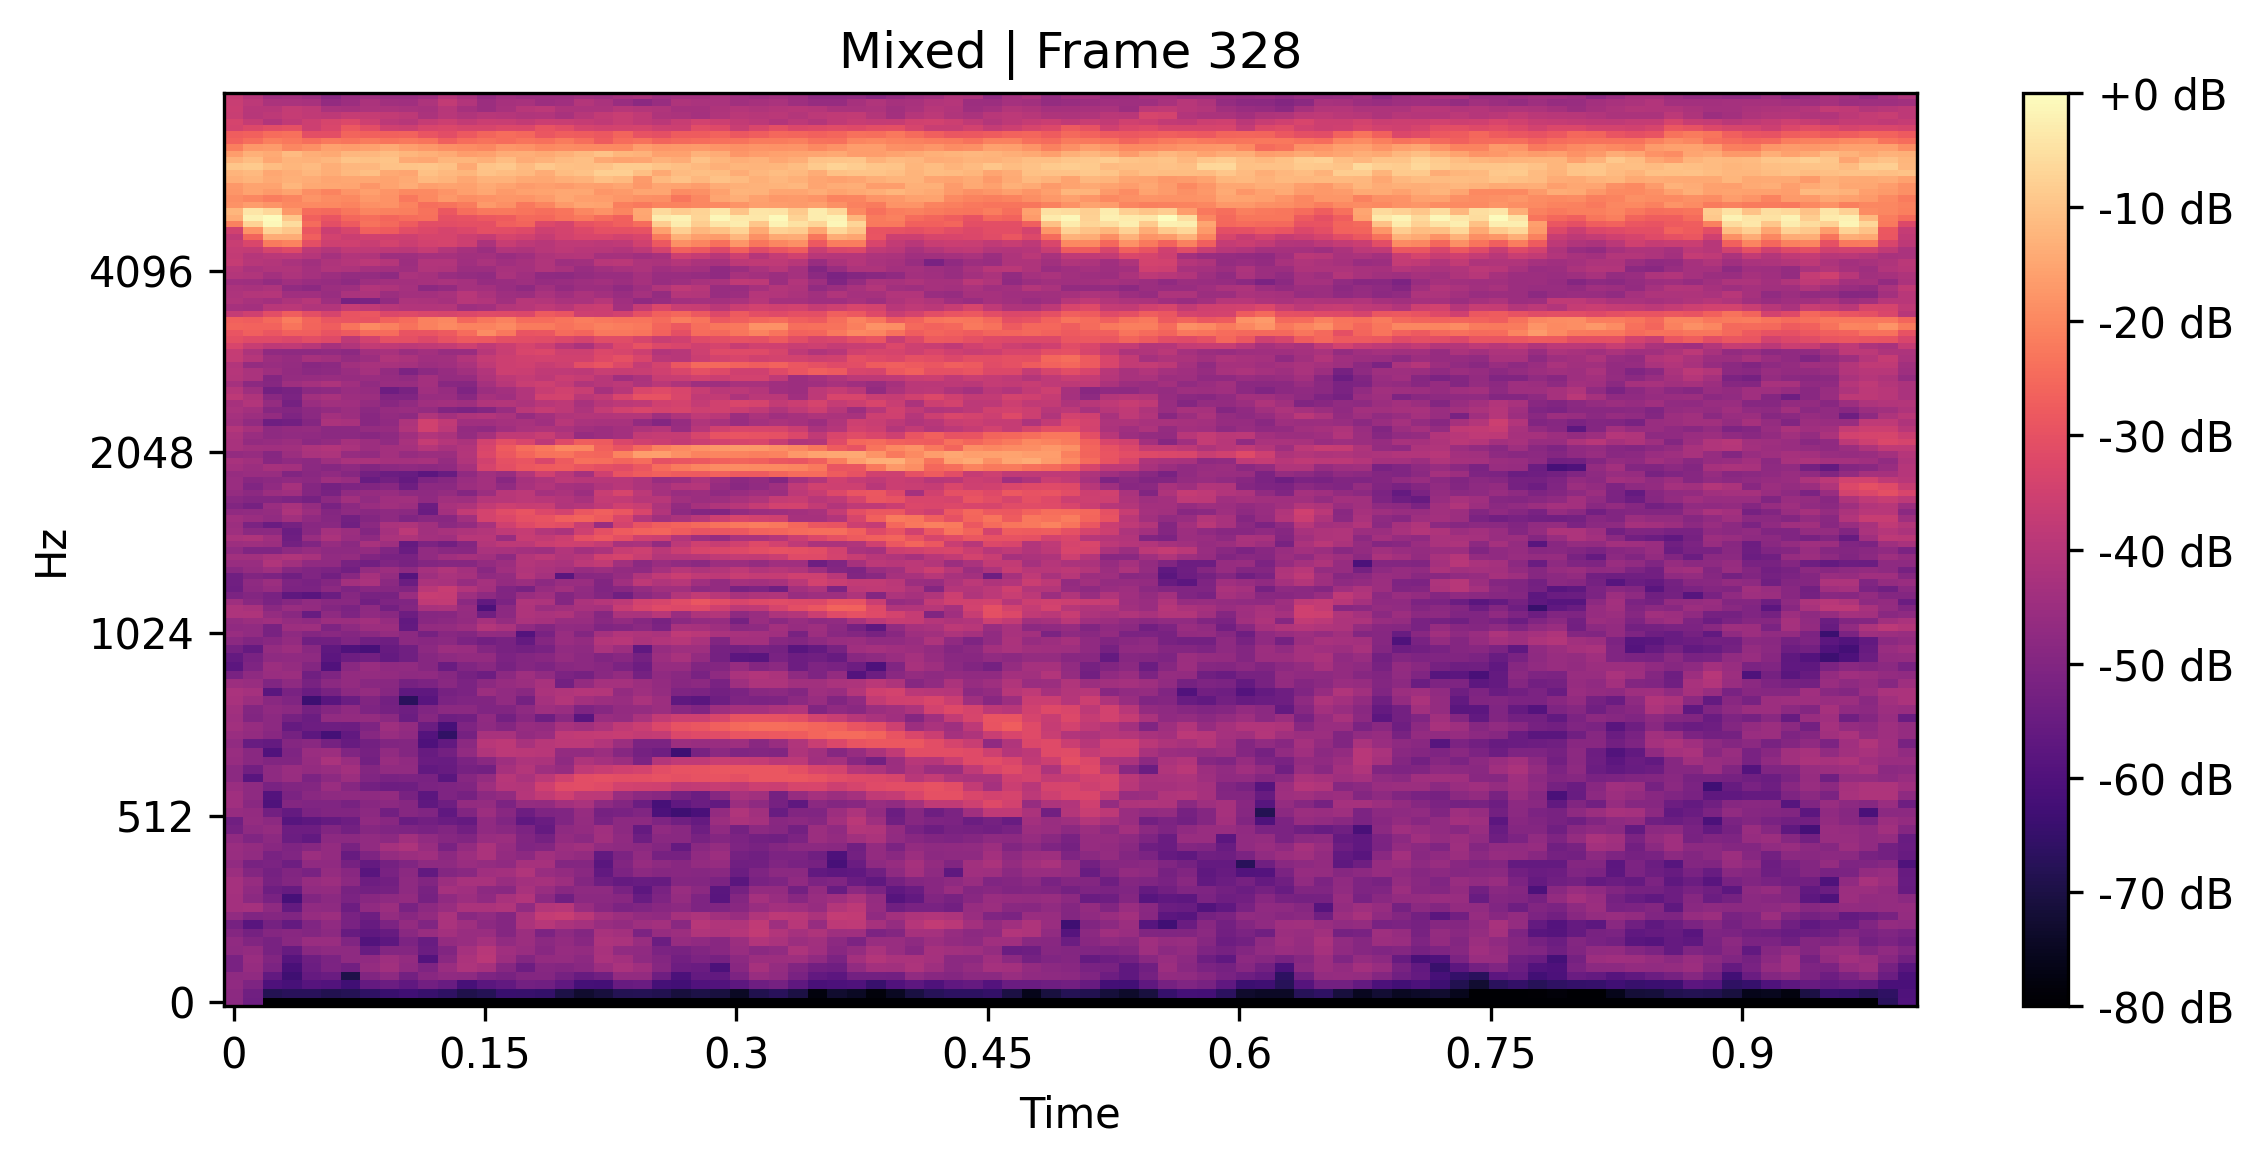 Mixed | Frame 328
+0 dB
-10 dB
-20 dB
-30 dB
-40 dB
-50 dB
-60 dB
-70 dB
-80 dB
4096
2048
1024
512
0
Hz
0 0.15 0.3 0.45 0.6 0.75 0.9
Time